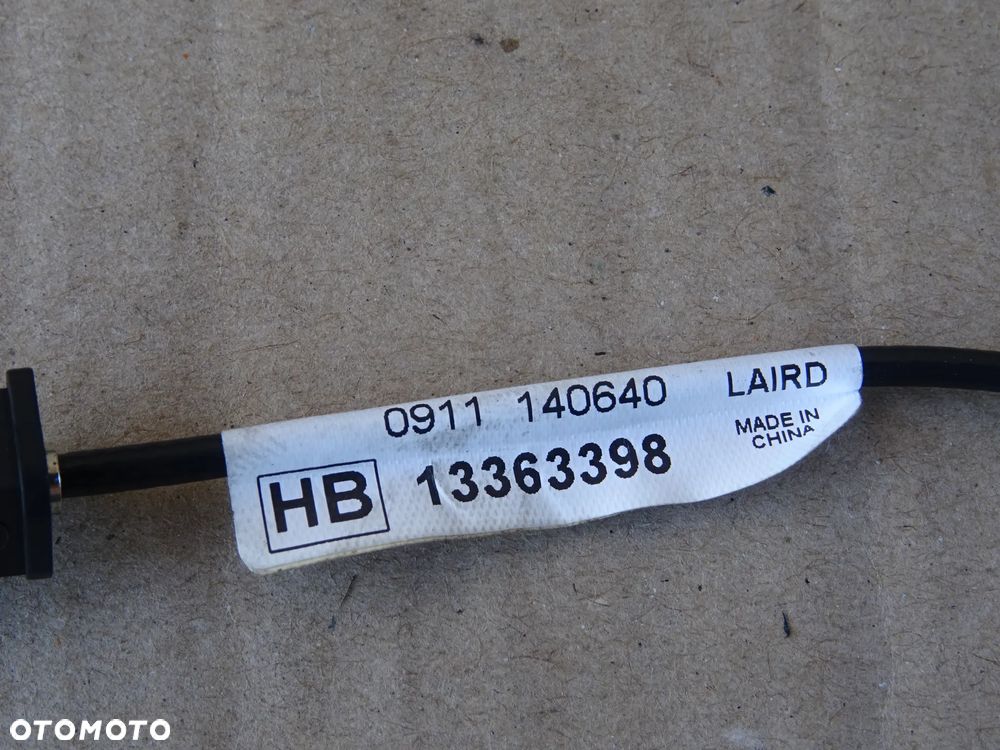 0911 140640 LAIRD
HB 13363398 MADE IN
CHINA
OTOMOTO